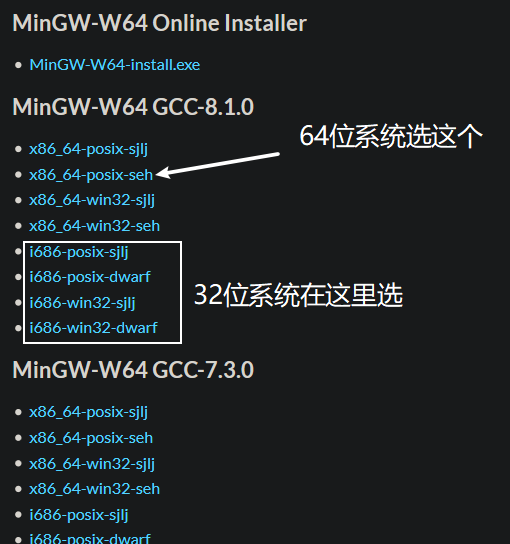 MinGW-W64 Online Installer
MinGW-W64-install.exe
MinGW-W64 GCC-8.1.0
x86_64-posix-sjlj
64位系统选这个
x86_64-posix-seh
x86_64-win32-sjlj
x86_64-win32-seh
i686-posix-sjlj
i686-posix-dwarf
32位系统在这里选
i686-win32-sjlj
i686-win32-dwarf
MinGW-W64 GCC-7.3.0
x86_64-posix-sjlj
x86_64-posix-seh
x86_64-win32-sjlj
x86_64-win32-seh
i686-posix-sjlj
i686-posix-dwarf